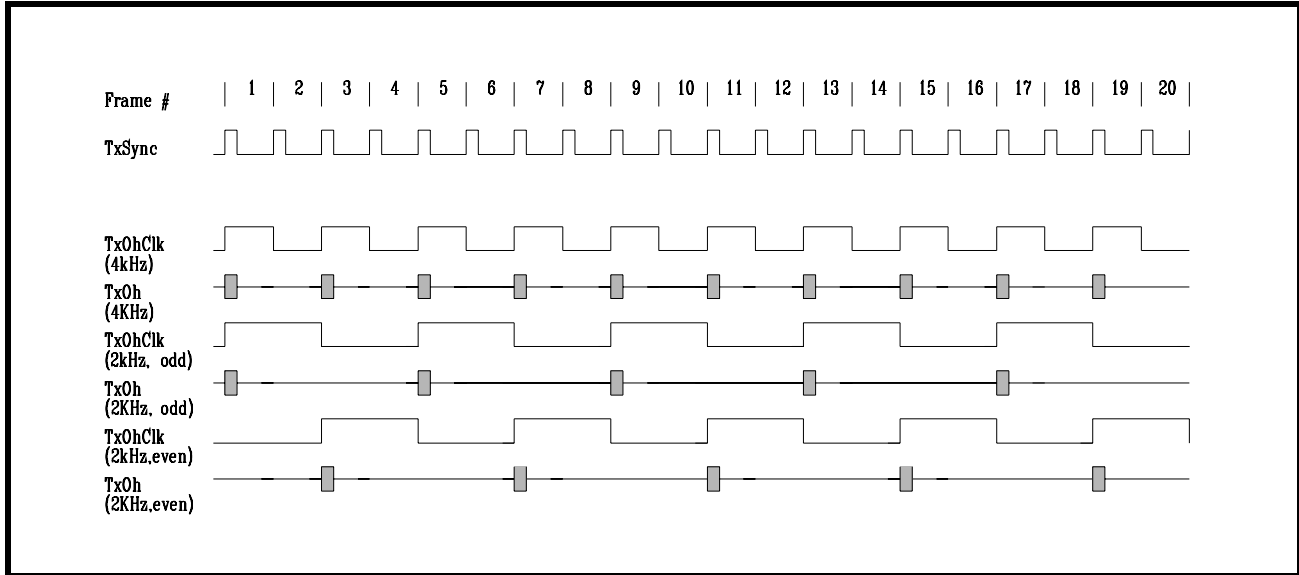 Frame # | 1 | 2 | 3 | 4 | 5 | 6 | 7 | 8 | 9 | 10 | 11 | 12 | 13 | 14 | 15 | 16 | 17 | 18 | 19 | 20 |
TxSync
TxOhClk
(4kHz)
TxOh
(4KHz)
TxOhClk
(2kHz, odd)
TxOh
(2KHz, odd)
TxOhClk
(2kHz,even)
TxOh
(2KHz,even)